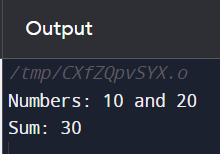 Output
/tmp/CXfZQpvSYX.o
Numbers: 10 and 20
Sum: 30